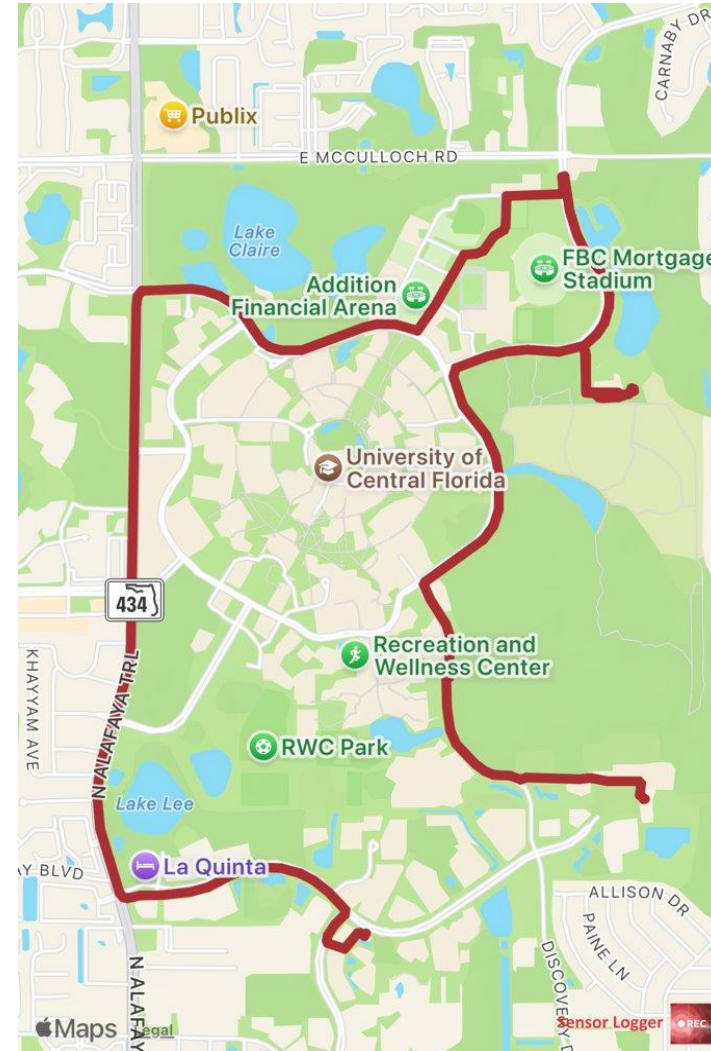 CARNABY DR
Publix
E MCCULLOCH RD
Lake
Claire
FBC Mortgage
Stadium
Addition
Financial Arena
University of
Central Florida
434
Recreation and
Wellness Center
KHAYYAM AVE
N ALAFAYA TRL
RWC Park
Lake Lee
AY BLVD
La Quinta
ALLISON DR
PAINE LN
DISCOVERY D
N ALAFAY
Maps
Legal
Sensor Logger
REC